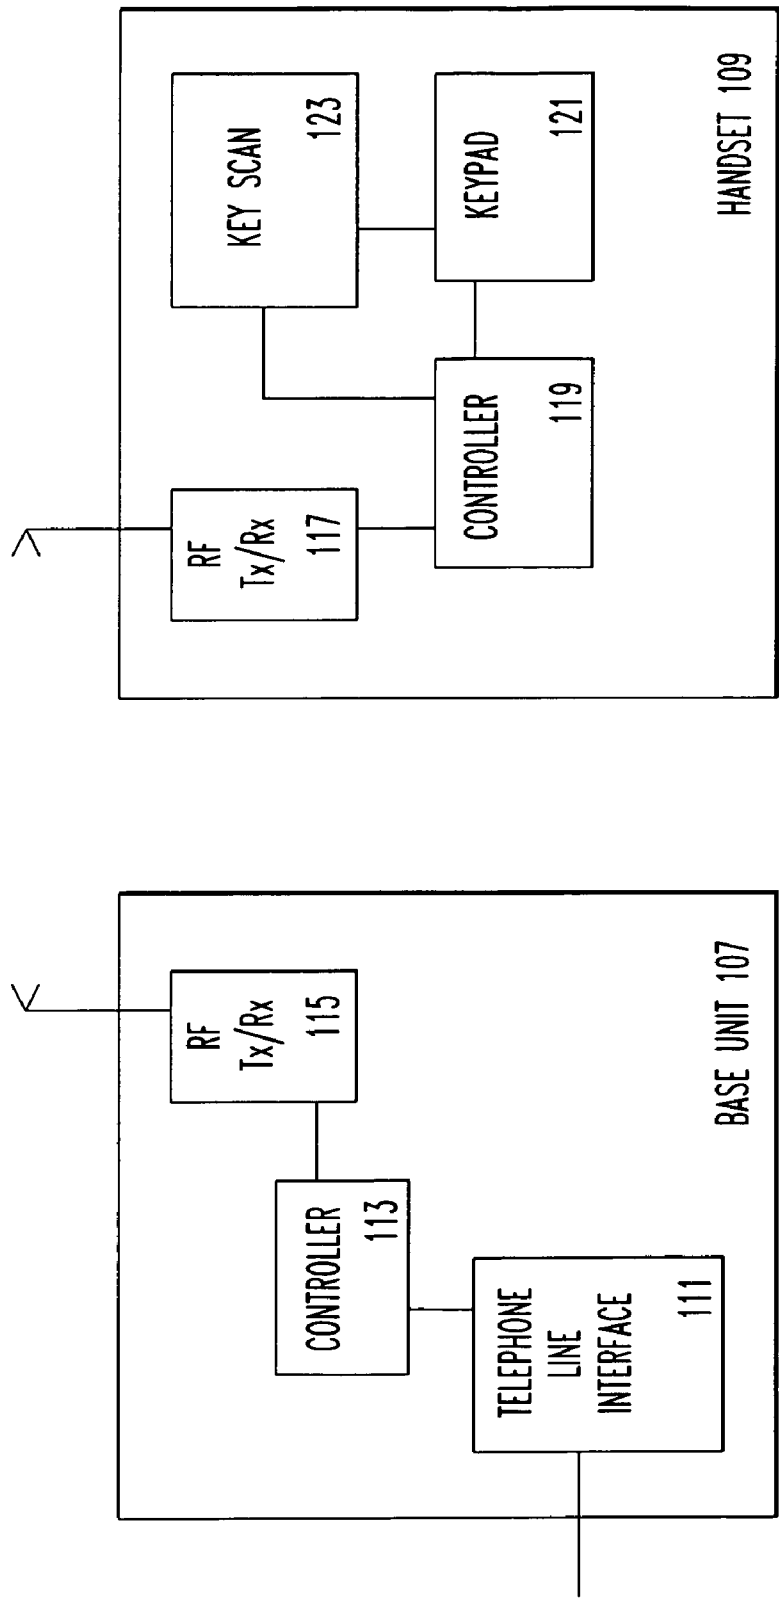 RF
Tx/Rx
115
CONTROLLER
113
TELEPHONE
LINE
INTERFACE
111
BASE UNIT 107
RF
Tx/Rx
117
KEY SCAN
123
CONTROLLER
119
KEYPAD
121
HANDSET 109